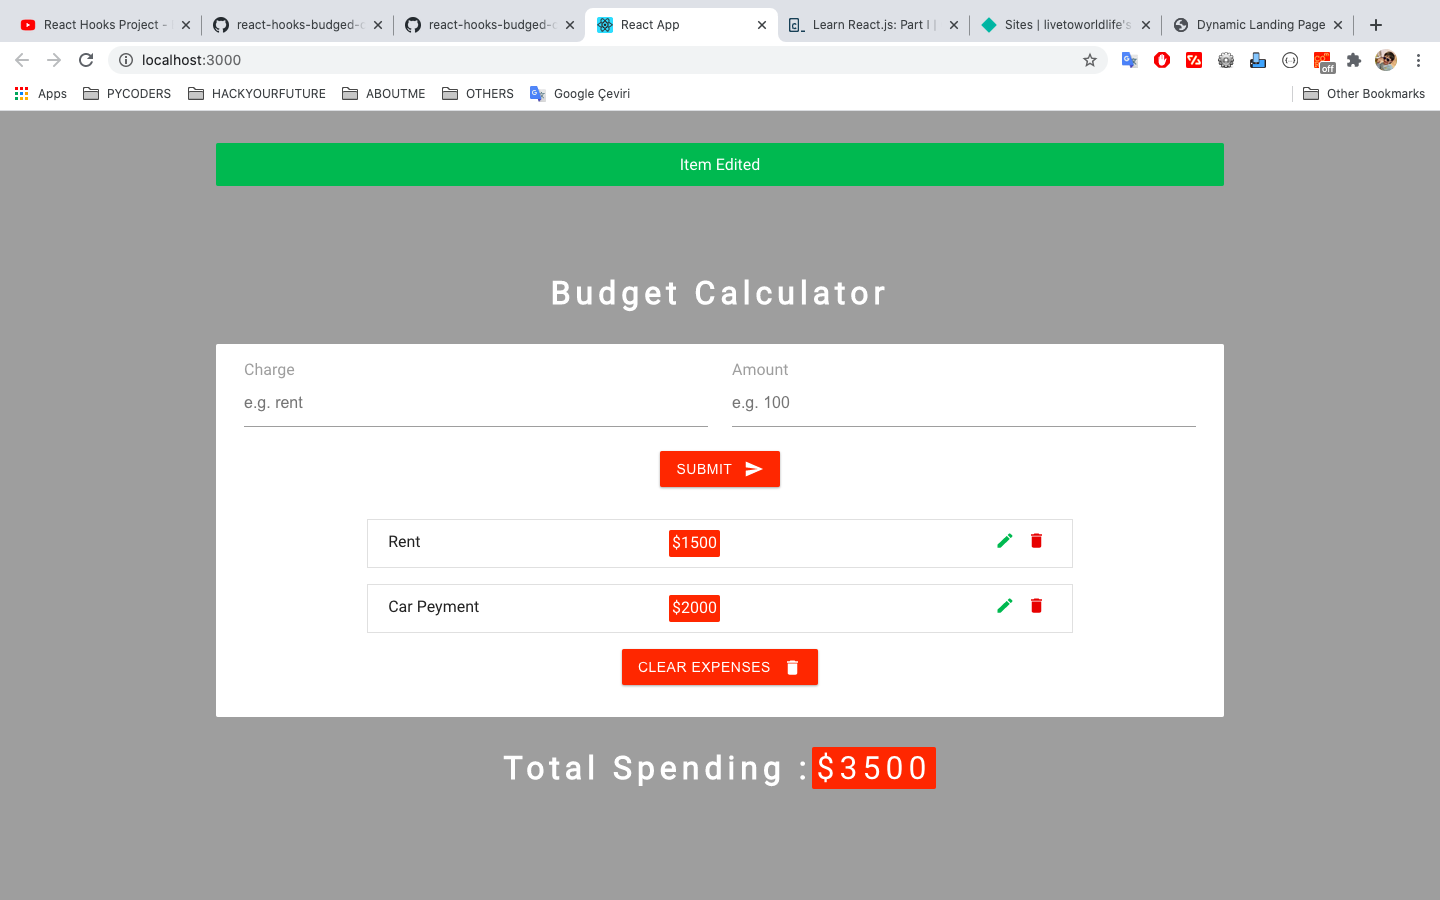 React Hooks Project -
react-hooks-budged-c
react-hooks-budged-c
React App
Learn React.js: Part I |
Sites | livetoworldlife's
Dynamic Landing Page
localhost:3000
off
Apps
PYCODERS
HACKYOURFUTURE
ABOUTME
OTHERS
Google Çeviri
Other Bookmarks
Item Edited
Budget Calculator
Charge
Amount
e.g. rent
e.g. 100
SUBMIT
Rent $1500
Car Peyment $2000
CLEAR EXPENSES
Total Spending :$3500